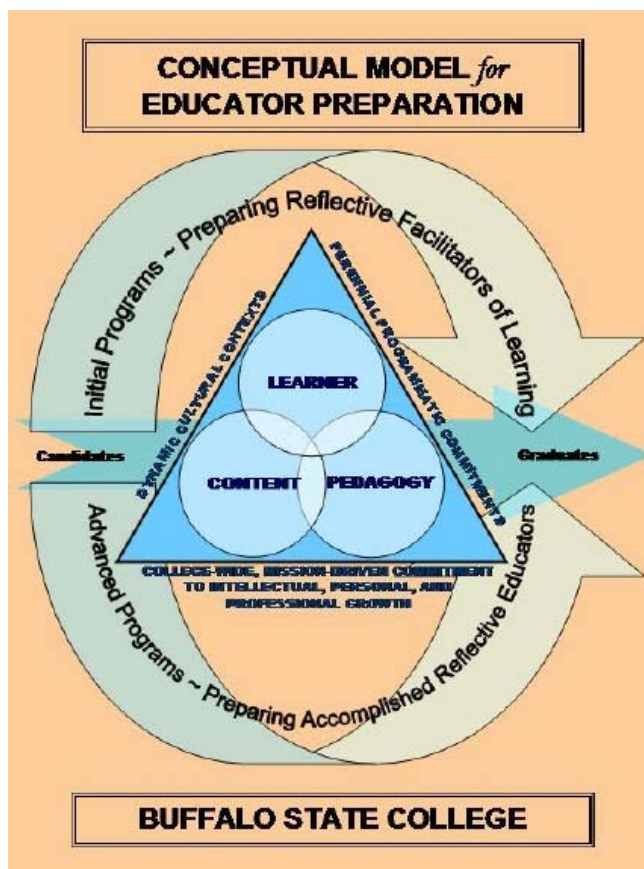 CONCEPTUAL MODEL for
EDUCATOR PREPARATION
Initial Programs ~ Preparing Reflective Facilitators of Learning
DYNAMIC CULTURAL CONTEXTS
PERENNIAL PROGRAMMATIC COMMITMENTS
LEARNER
Candidates
Graduates
CONTENT
PEDAGOGY
COLLEGE-WIDE, MISSION-DRIVEN COMMITMENT
TO INTELLECTUAL, PERSONAL, AND
PROFESSIONAL GROWTH
Advanced Programs ~ Preparing Accomplished Reflective Educators
BUFFALO STATE COLLEGE